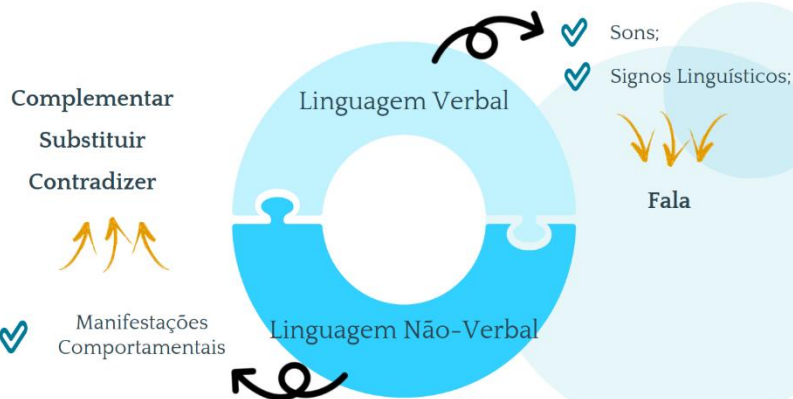 Linguagem Verbal
Sons;
Signos Linguísticos;
Fala
Complementar
Substituir
Contradizer
Manifestações
Comportamentais
Linguagem Não-Verbal